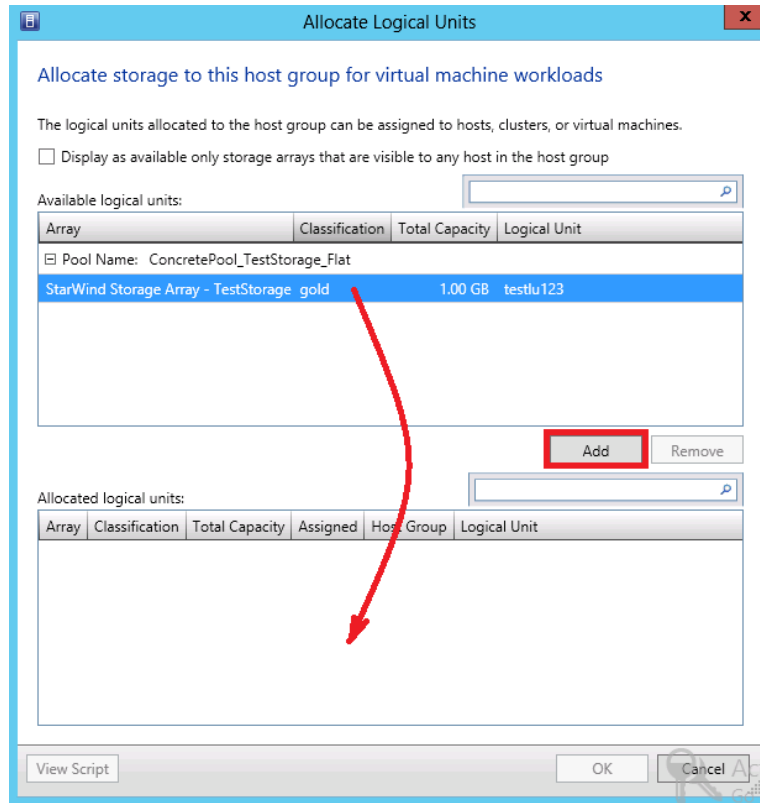 Allocate Logical Units
x
Allocate storage to this host group for virtual machine workloads
The logical units allocated to the host group can be assigned to hosts, clusters, or virtual machines.
Display as available only storage arrays that are visible to any host in the host group
Available logical units:
Array Classification Total Capacity Logical Unit
Pool Name: ConcretePool_TestStorage_Flat
StarWind Storage Array - TestStorage gold 1.00 GB testlu123
Add Remove
Allocated logical units:
Array Classification Total Capacity Assigned Host Group Logical Unit
View Script OK Cancel